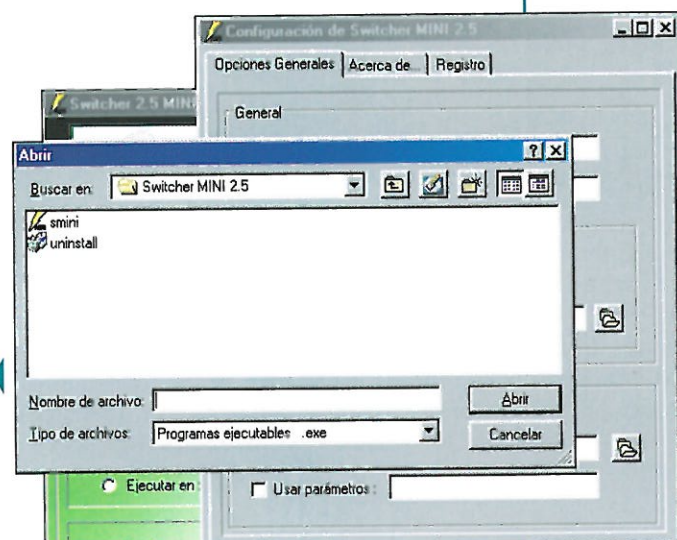 Configuración de Switcher MINI 2.5
Opciones Generales Acerca de... Registro
Switcher 2.5 MINI
General
Abrir
Buscar en: Switcher MINI 2.5
smini
uninstall
Nombre de archivo: Abrir
Tipo de archivos: Programas ejecutables .exe Cancelar
Ejecutar en
Usar parámetros :